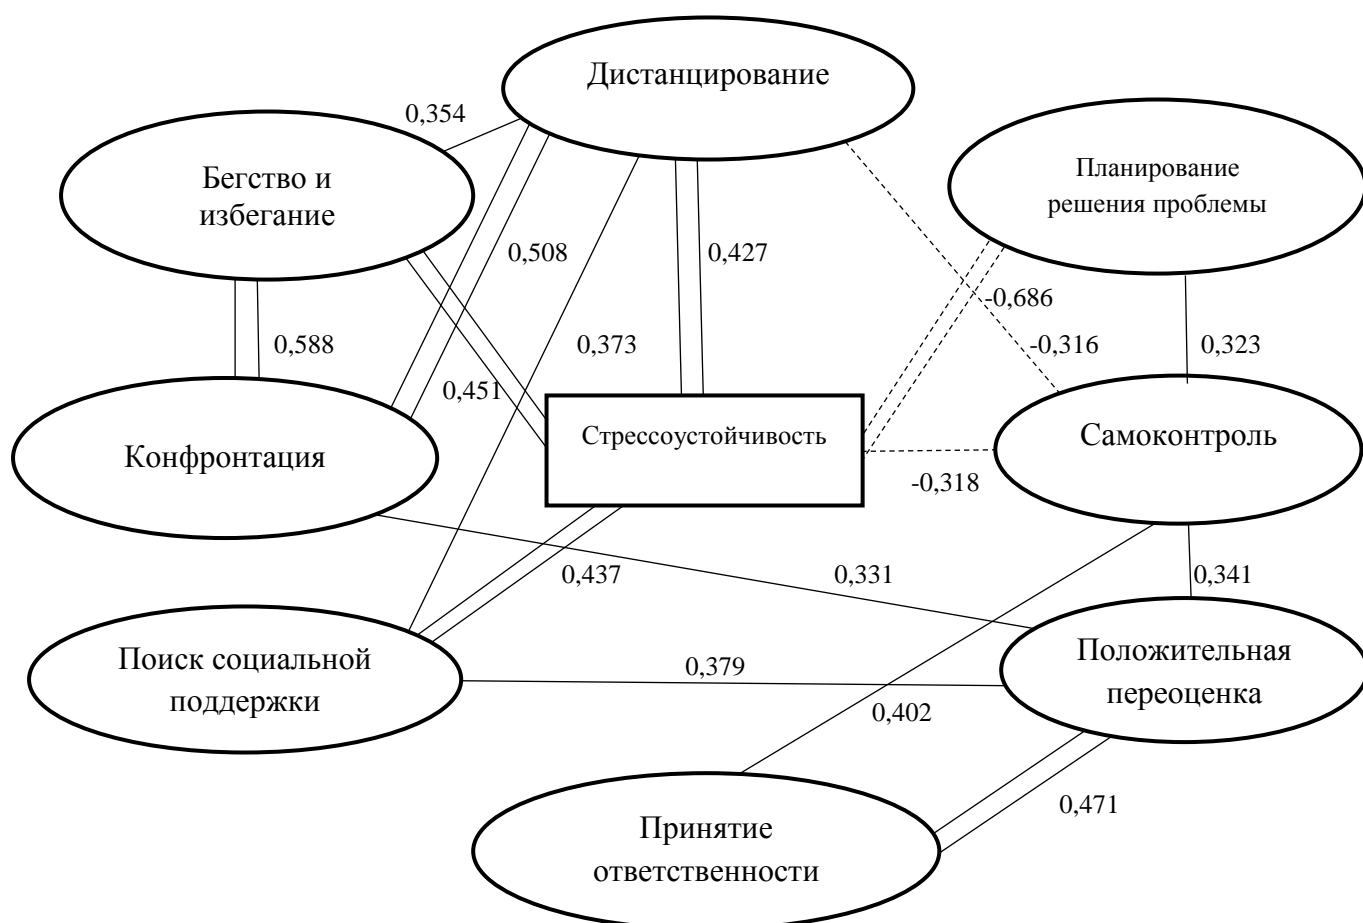 Дистанцирование
0,354
Бегство и
избегание
Планирование
решения проблемы
0,508
0,427
-0,686
0,588
0,373
-0,316
0,323
0,451
Стрессоустойчивость
Самоконтроль
Конфронтация
-0,318
0,437
0,331
0,341
Поиск социальной
поддержки
0,379
Положительная
переоценка
0,402
0,471
Принятие
ответственности